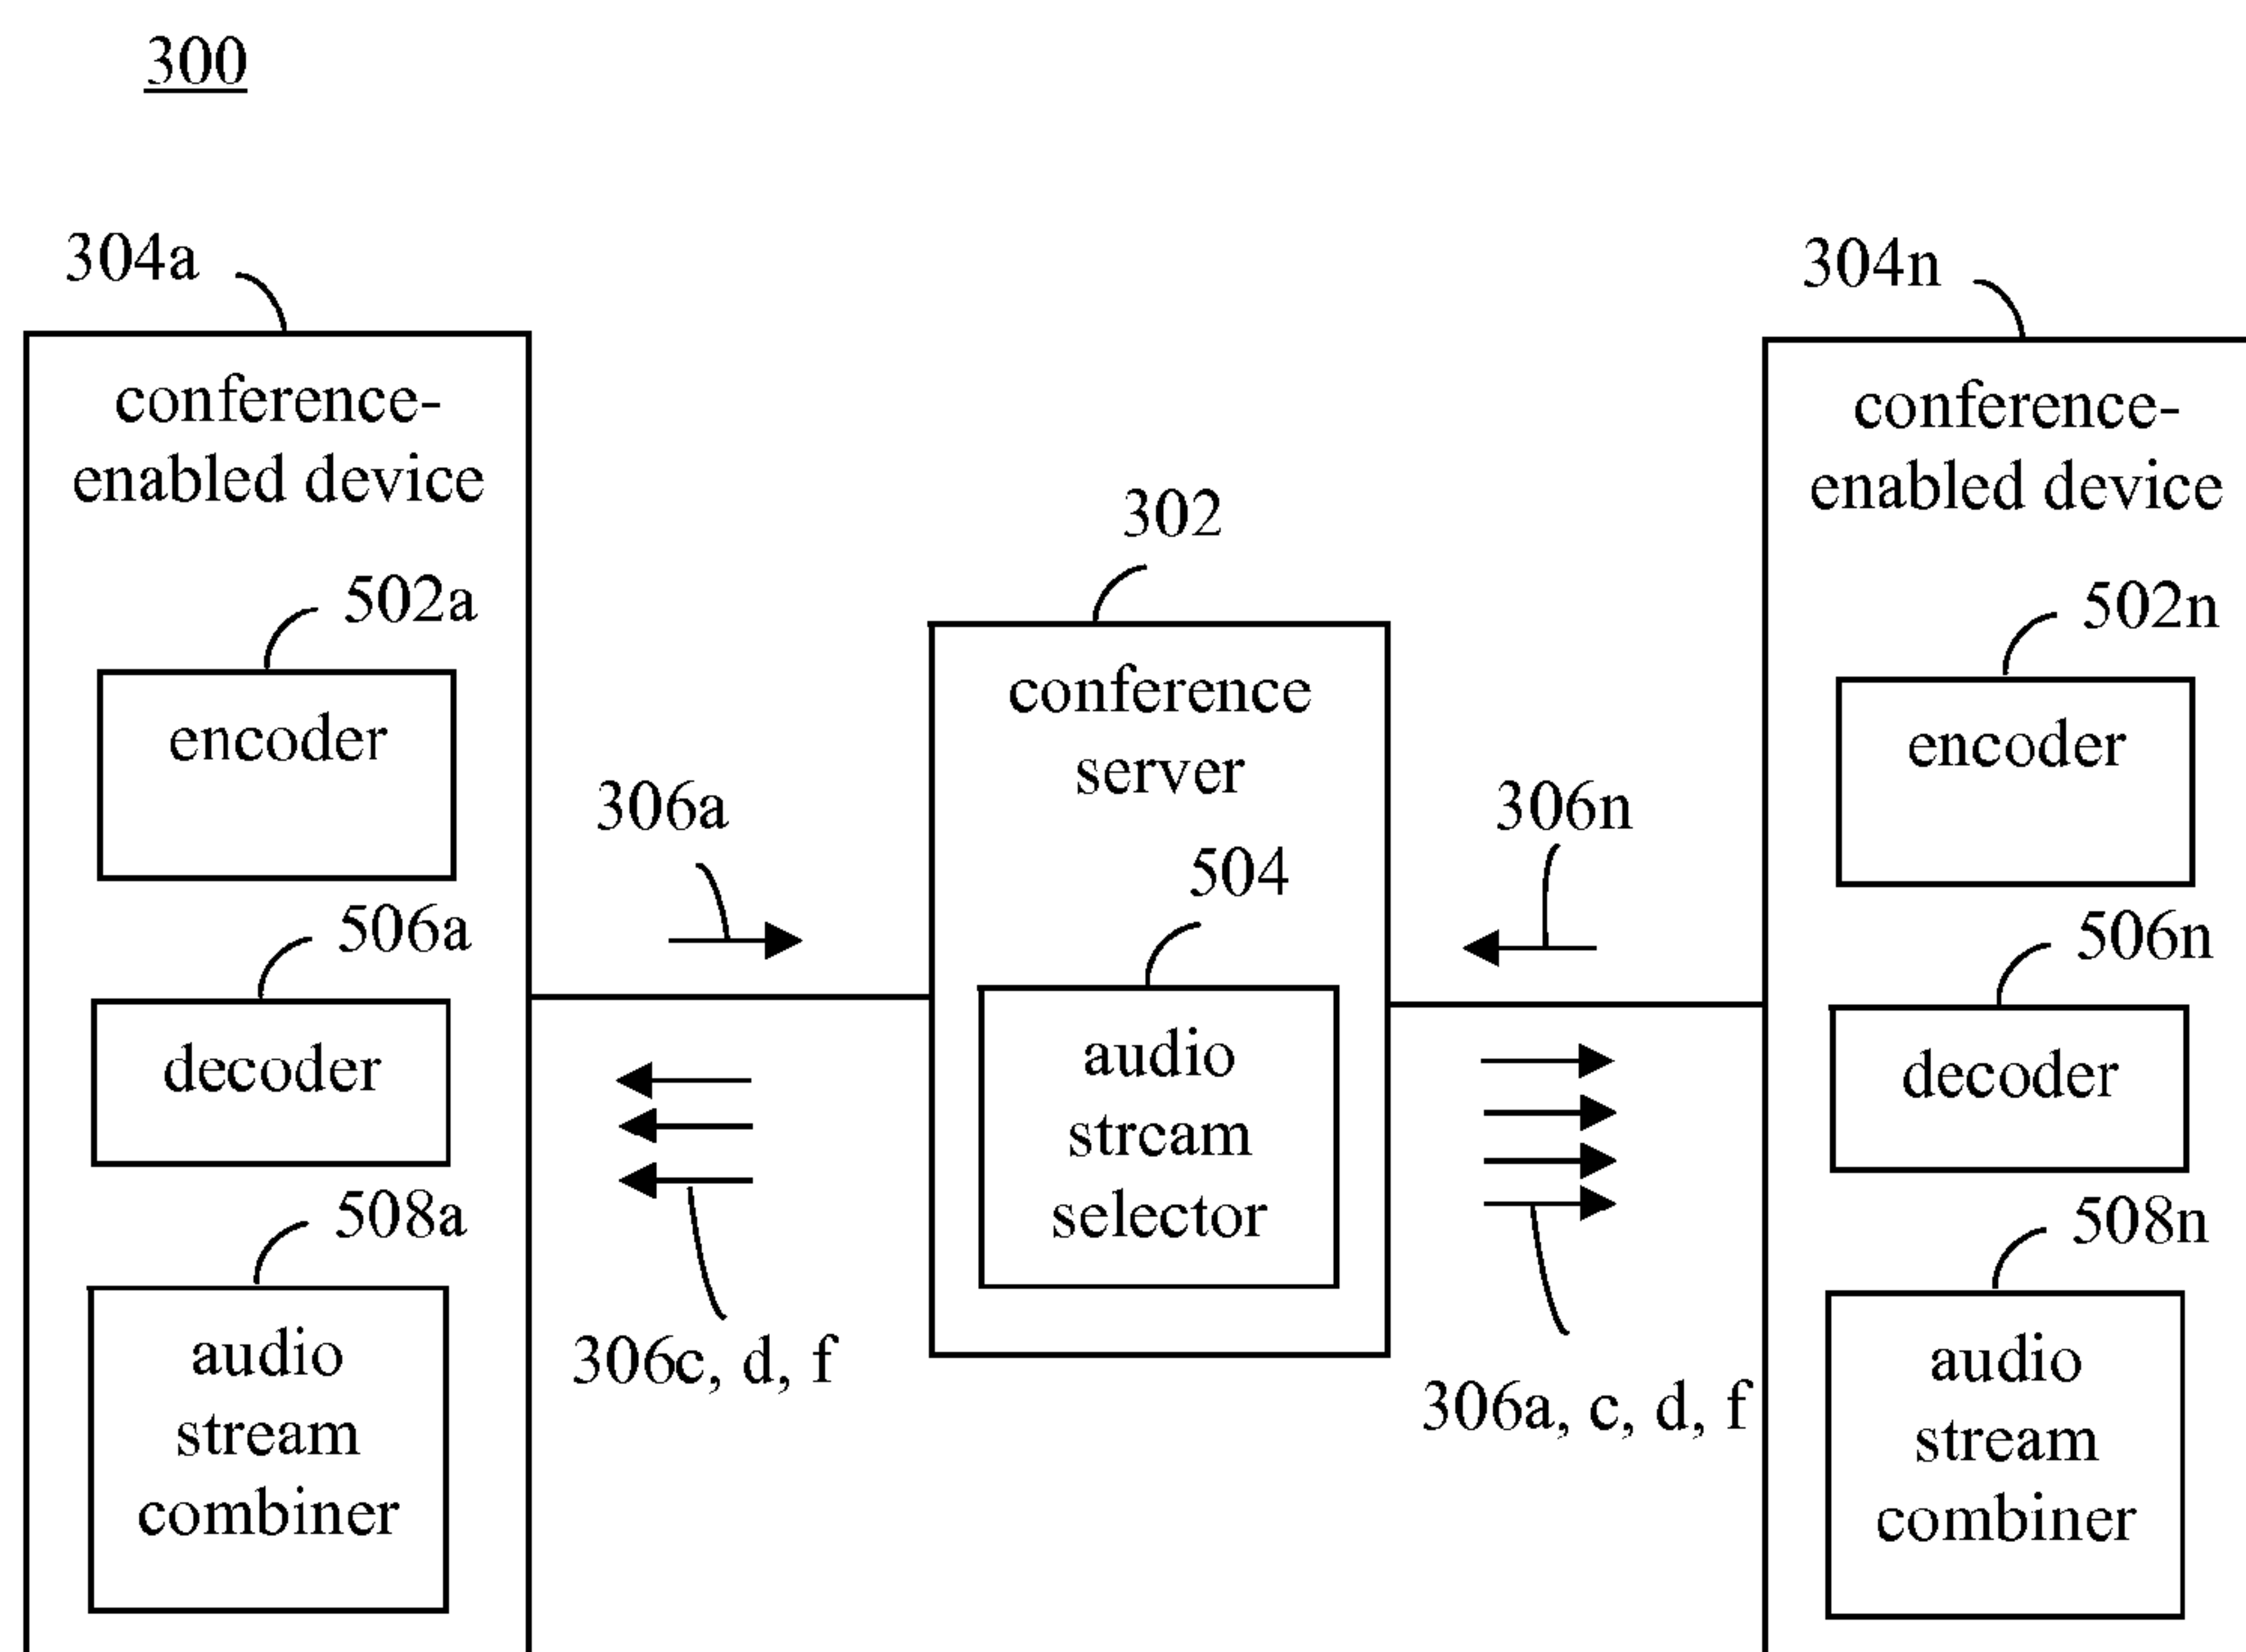 300
304a
conference-
enabled device
502a
encoder
506a
decoder
508a
audio
stream
combiner
306a
306c, d, f
302
conference
server
504
audio
stream
selector
306n
306a, c, d, f
304n
conference-
enabled device
502n
encoder
506n
decoder
508n
audio
stream
combiner